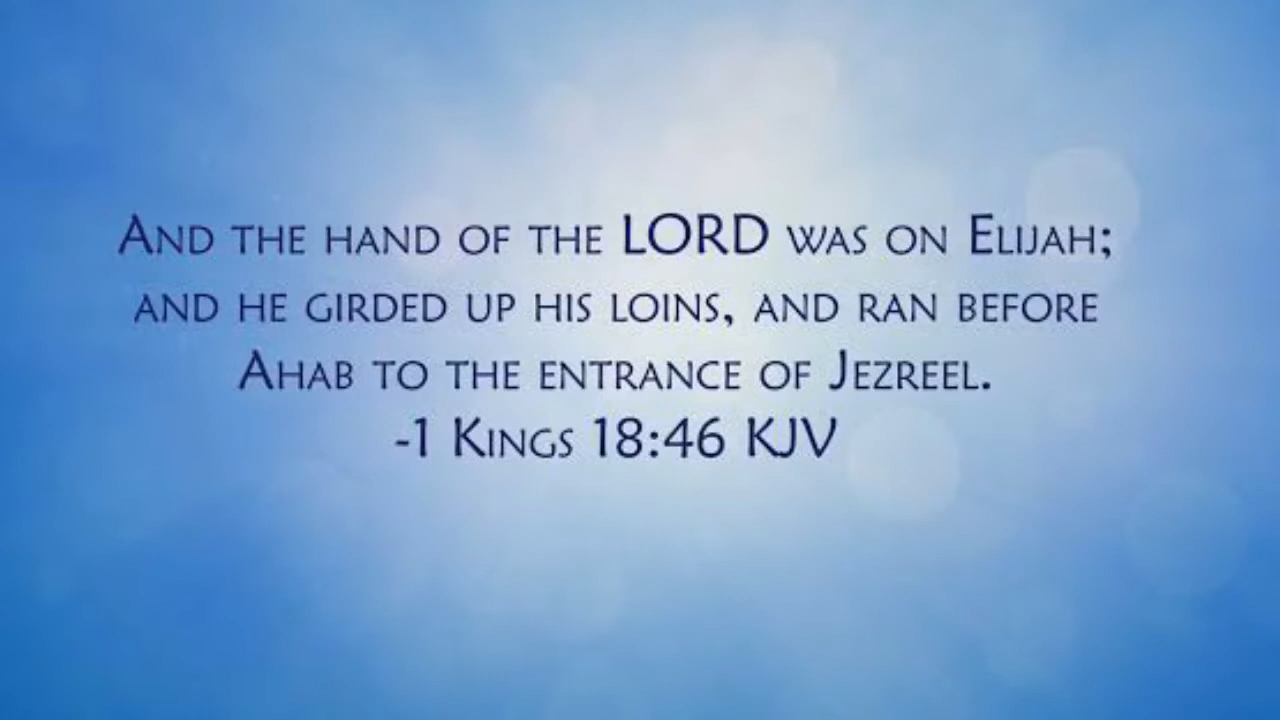 And the hand of the LORD was on Elijah;
and he girded up his loins, and ran before
Ahab to the entrance of Jezreel.
-1 Kings 18:46 KJV